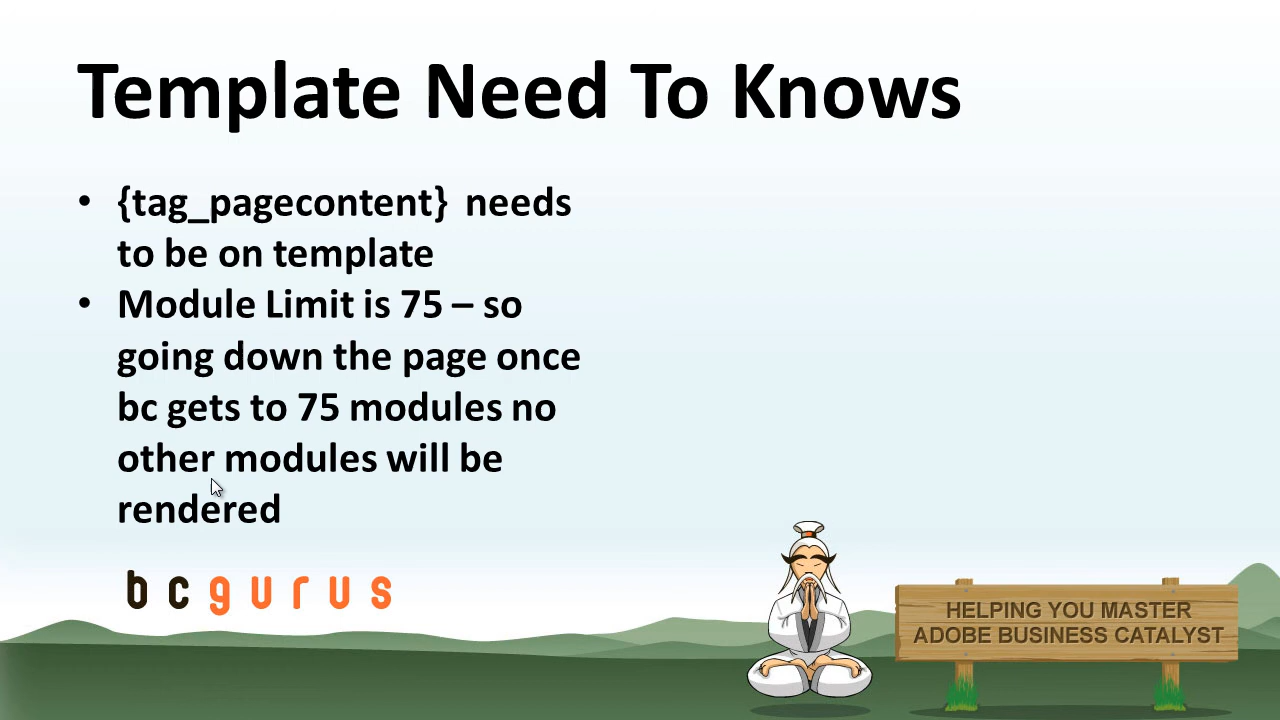 Template Need To Knows
• {tag_pagecontent} needs
to be on template
• Module Limit is 75 – so
going down the page once
bc gets to 75 modules no
other modules will be
rendered
bcgurus
HELPING YOU MASTER
ADOBE BUSINESS CATALYST